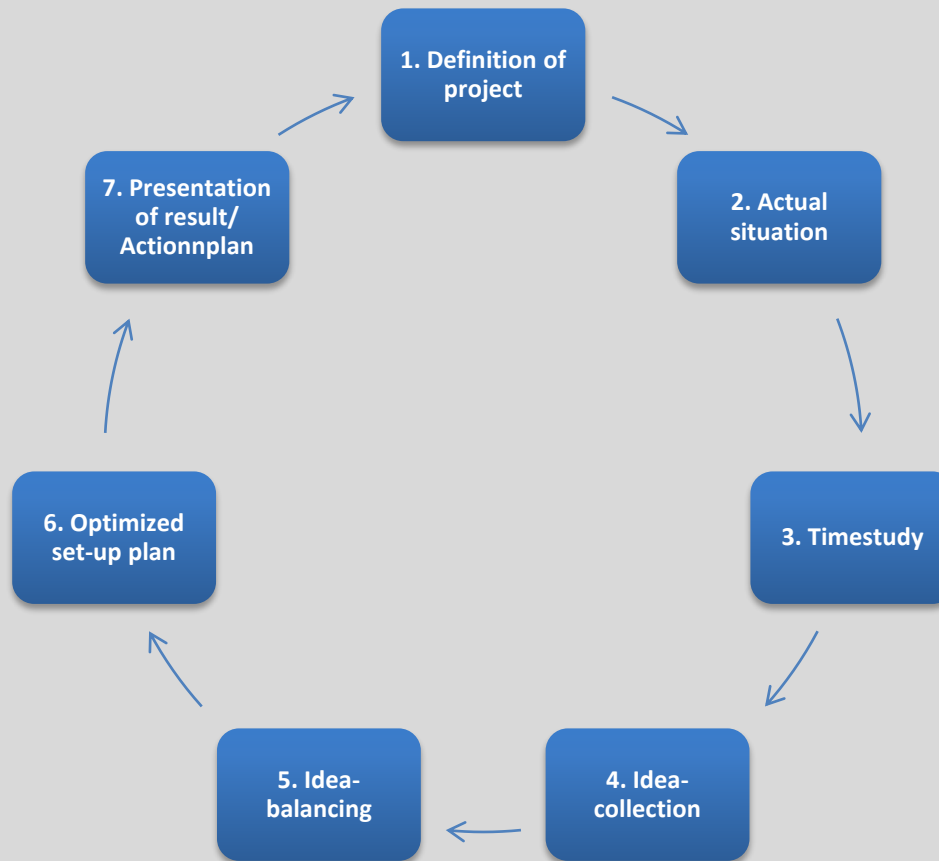 1. Definition of
project
2. Actual
situation
3. Timestudy
4. Idea-
collection
5. Idea-
balancing
6. Optimized
set-up plan
7. Presentation
of result/
Actionnplan